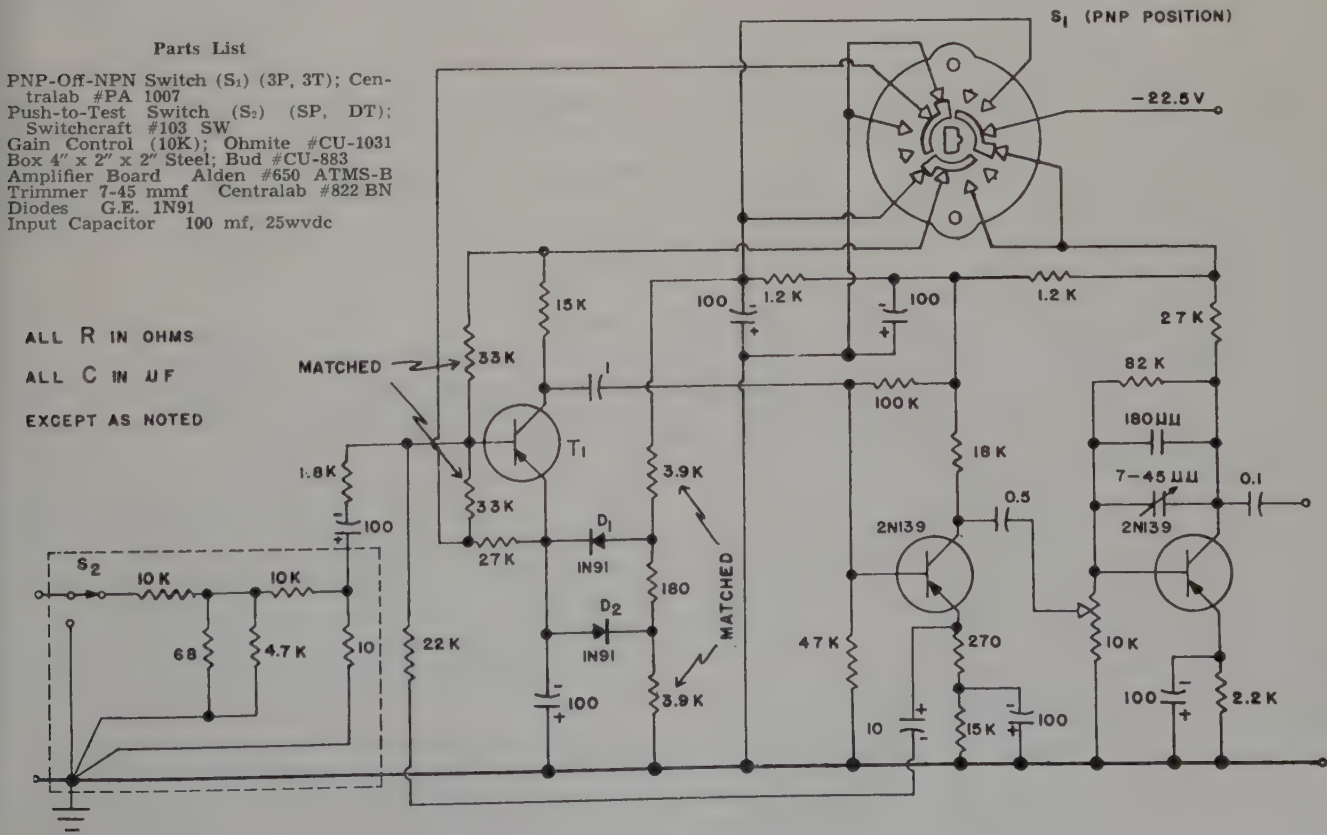 Parts List
PNP-Off-NPN Switch (S1) (3P, 3T); Cen-
tralab #PA 1007
Push-to-Test Switch (S2) (SP, DT);
Switchcraft #103 SW
Gain Control (10K); Ohmite #CU-1031
Box 4″ x 2″ x 2″ Steel; Bud #CU-883
Amplifier Board Alden #650 ATMS-B
Trimmer 7-45 mmf Centralab #822 BN
Diodes G.E. 1N91
Input Capacitor 100 mf, 25wvdc
S1 (PNP POSITION)
-22.5V
ALL R IN OHMS
ALL C IN µF
EXCEPT AS NOTED
MATCHED
33K
15K
1
100
1.2 K
100
1.2 K
27K
82K
180µµ
7-45µµ
0.1
2N139
100K
18K
0.5
2N139
T1
1.8K
100
33K
27K
D1
1N91
3.9K
180
MATCHED
D2
1N91
3.9K
100
S2
10K
10K
68
4.7K
10
22K
47K
270
10
15K
100
10K
100
2.2K